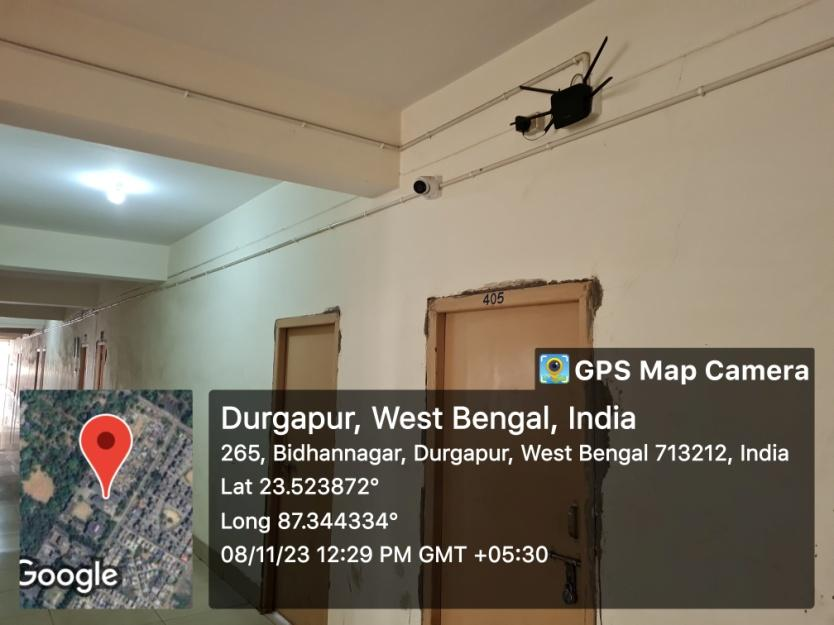 405
GPS Map Camera
Durgapur, West Bengal, India
265, Bidhannagar, Durgapur, West Bengal 713212, India
Lat 23.523872°
Long 87.344334°
08/11/23 12:29 PM GMT +05:30
Google